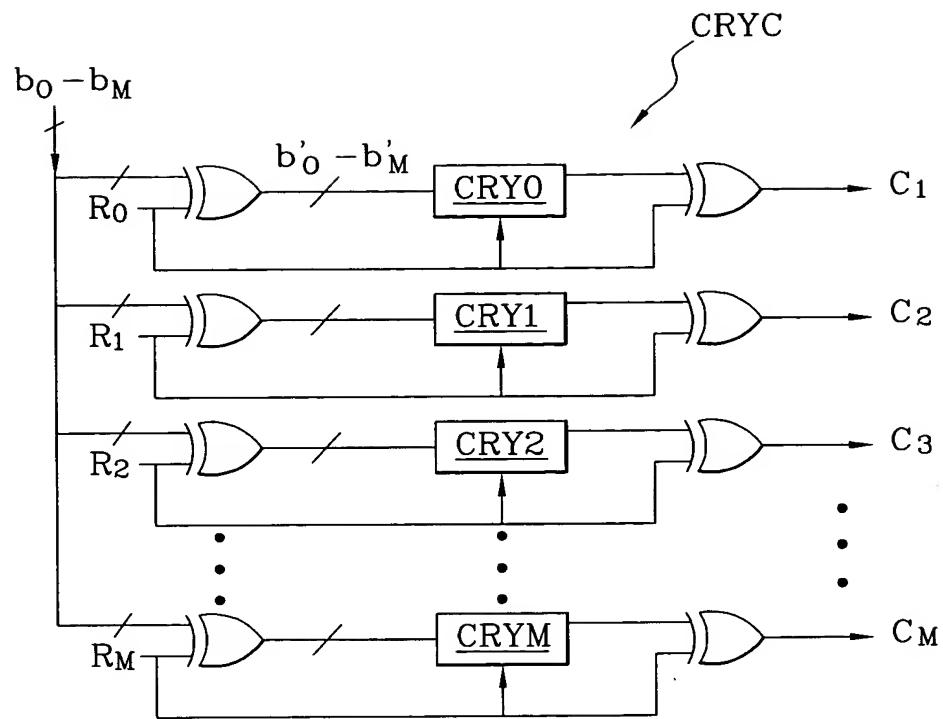 CRYC
b0 – bM
b'0 – b'M
R0
CRY0
C1
R1
CRY1
C2
R2
CRY2
C3
RM
CRYM
CM